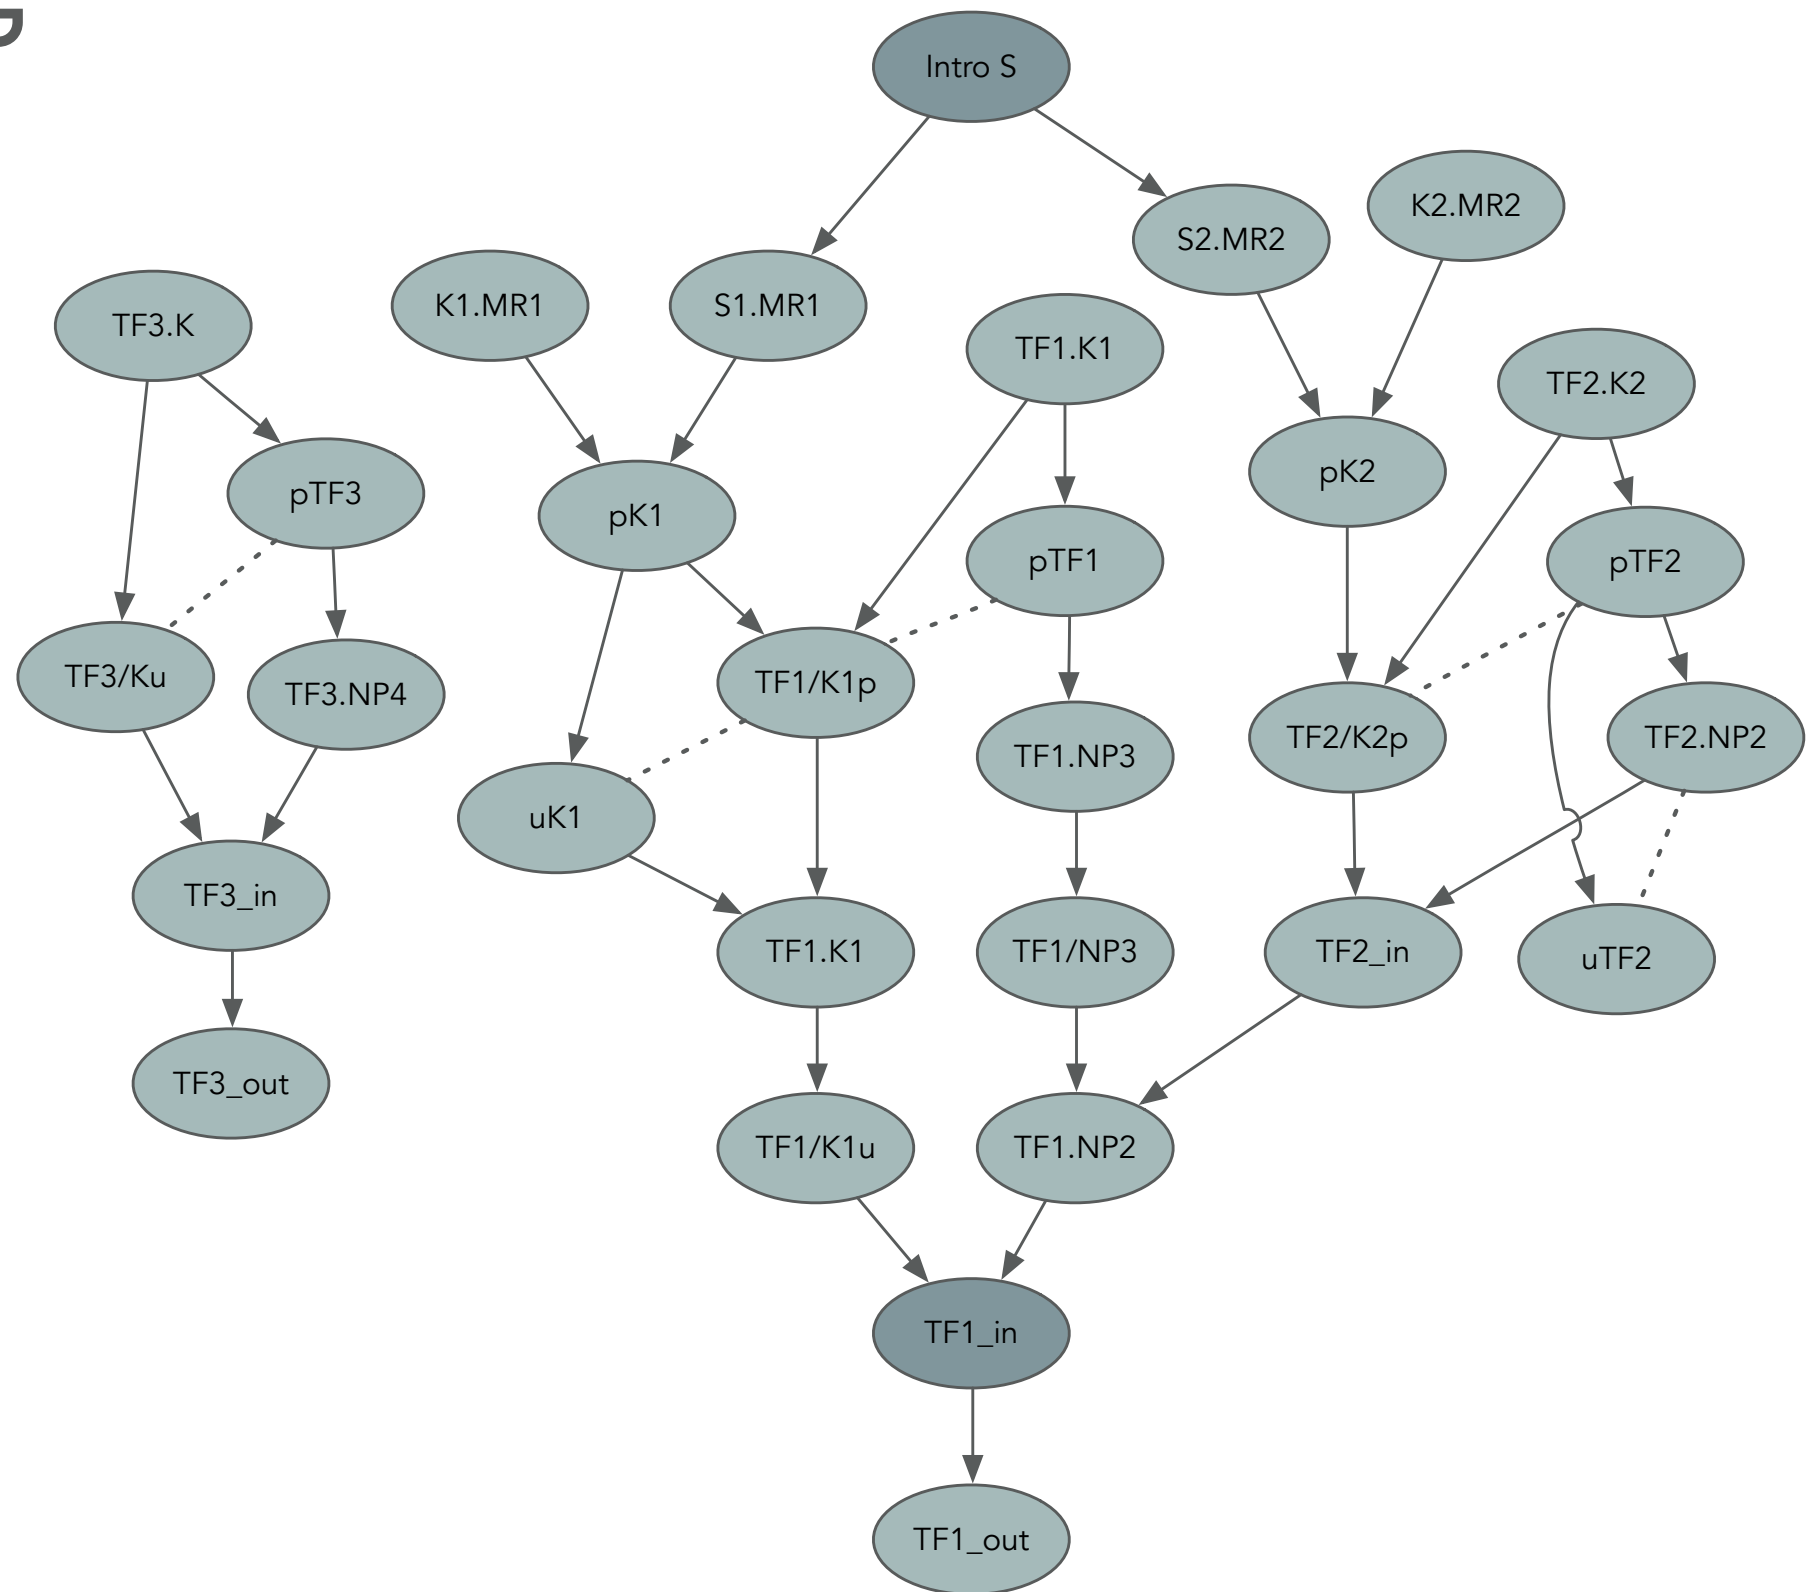 Intro S
K2.MR2
S2.MR2
K1.MR1
S1.MR1
TF3.K
TF1.K1
TF2.K2
pK2
pTF3
pK1
pTF1
pTF2
TF3/Ku
TF1/K1p
TF3.NP4
TF2/K2p
TF2.NP2
TF1.NP3
uK1
TF3_in
TF1.K1
TF1/NP3
TF2_in
uTF2
TF3_out
TF1/K1u
TF1.NP2
TF1_in
TF1_out